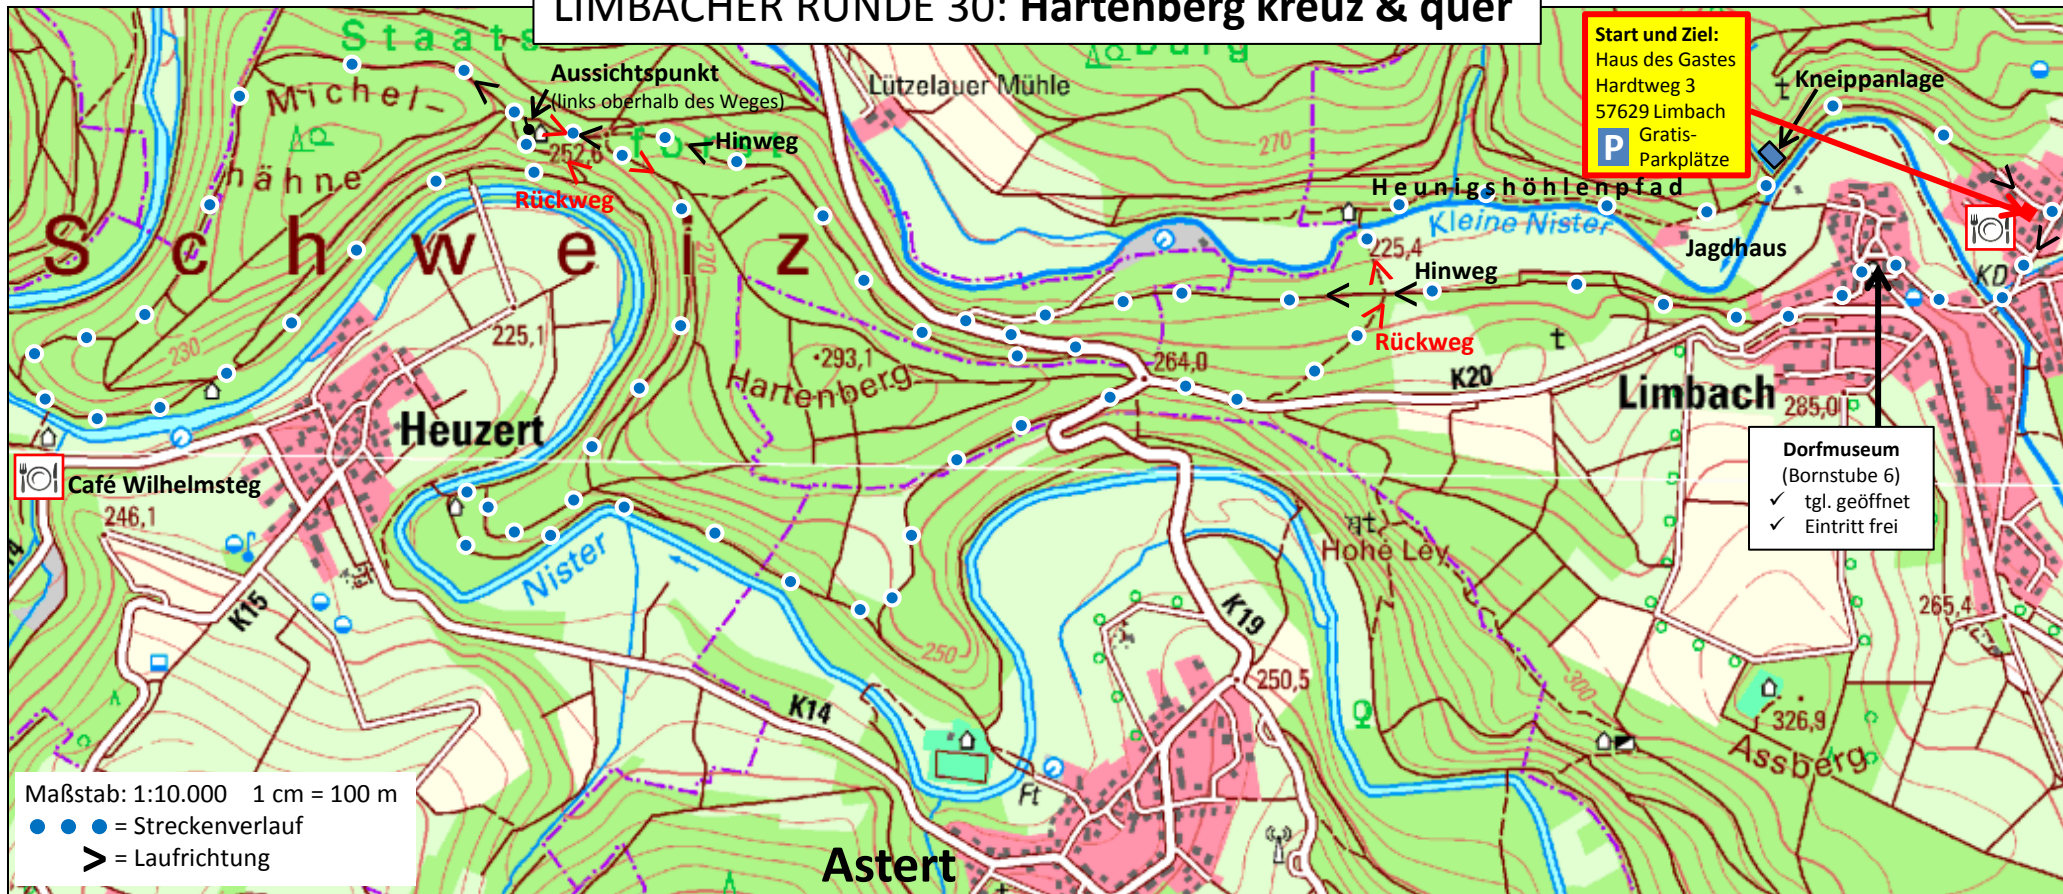 LIMBACHER RUNDE 30: Hartenberg kreuz & quer
Start und Ziel:
Haus des Gastes
Hardtweg 3
57629 Limbach
P Gratis-
Parkplätze
Staats
forst
Burg
Michel-
hähne
Aussichtspunkt
(links oberhalb des Weges)
252,6
Hinweg
Rückweg
Lützelauer Mühle
270
Kneippanlage
Heunigshöhlenpfad
Kleine Nister
225,4
Hinweg
Rückweg
Jagdhaus
KD
Schweiz
270
230
225,1
293,1
Hartenberg
264,0
K20
Limbach
285,0
Heuzert
Café Wilhelmsteg
246,1
K15
Nister
Dorfmuseum
(Bornstube 6)
✓ tgl. geöffnet
✓ Eintritt frei
Hohe Ley
K19
250
250,5
265,4
300
326,9
Assberg
K14
Ft
Astert
Maßstab: 1:10.000 1 cm = 100 m
= Streckenverlauf
> = Laufrichtung